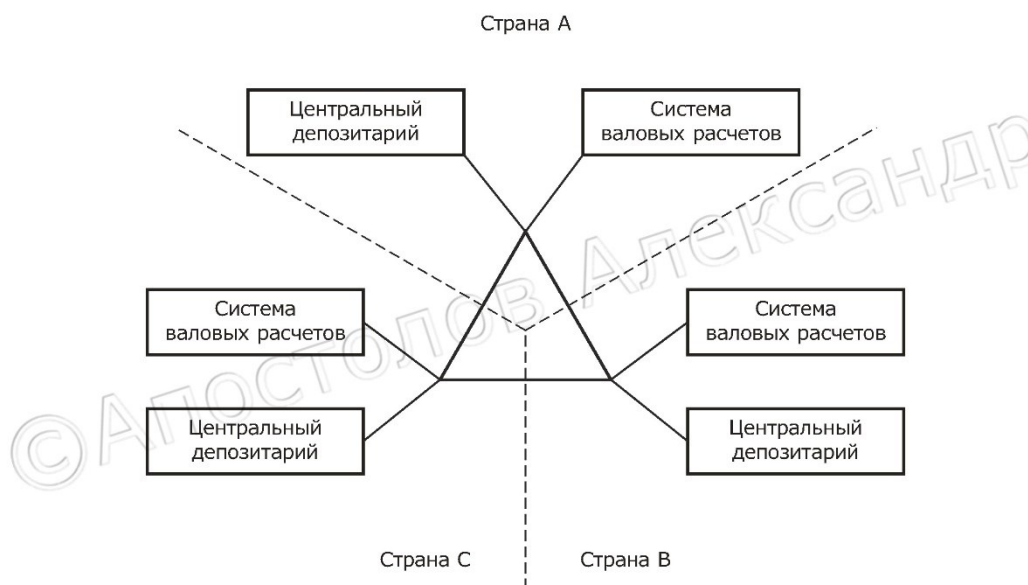 Страна A
Центральный
депозитарий
Система
валовых расчетов
Система
валовых расчетов
Система
валовых расчетов
Центральный
депозитарий
Центральный
депозитарий
Страна C
Страна B
©Апостолов Александр